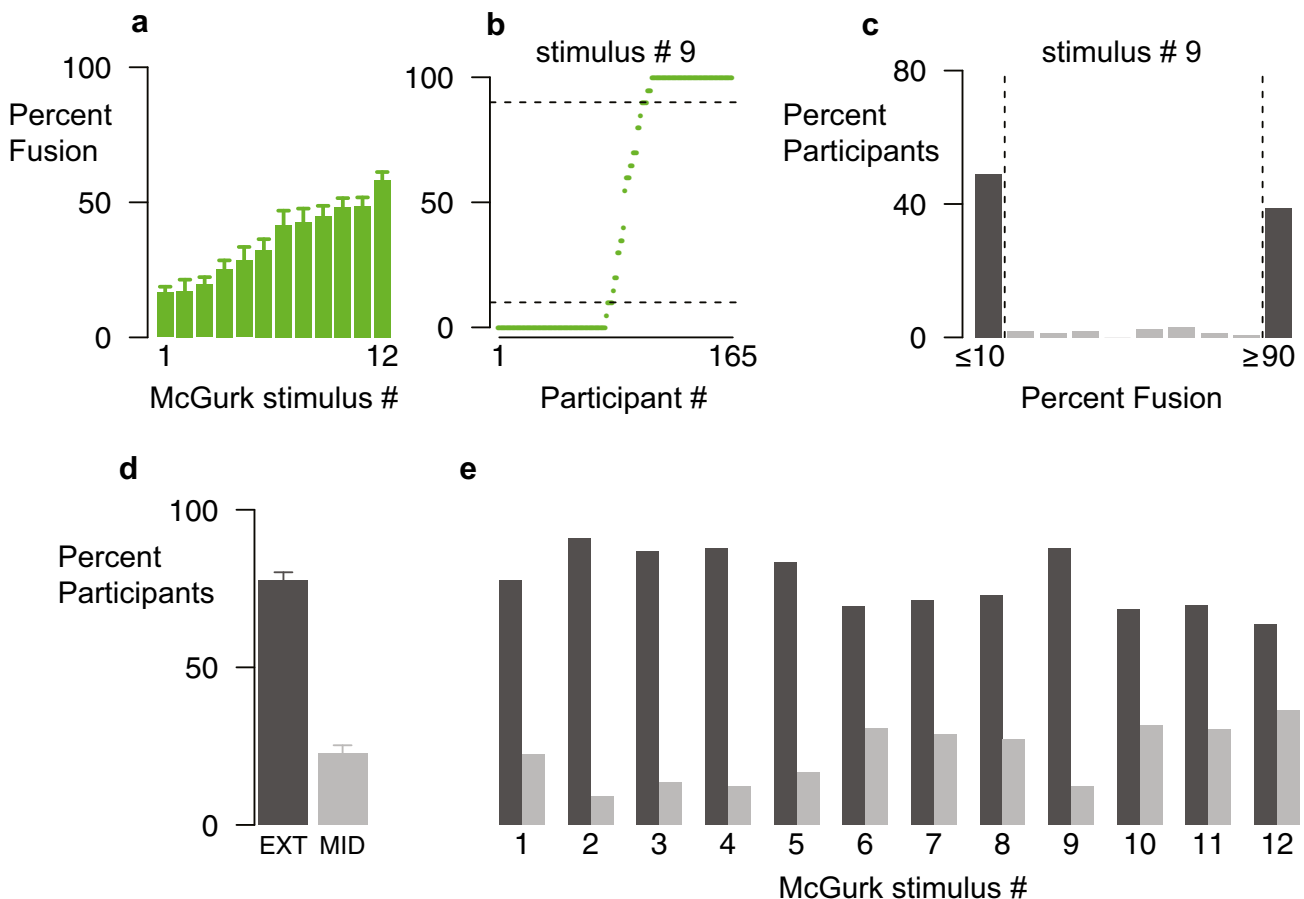 a
100
Percent
Fusion
50
0
1
12
McGurk stimulus #
b
stimulus # 9
100
50
0
1
165
Participant #
c
stimulus # 9
80
Percent
Participants
40
0
≤10
≥90
Percent Fusion
d
100
Percent
Participants
50
0
EXT MID
e
1 2 3 4 5 6 7 8 9 10 11 12
McGurk stimulus #